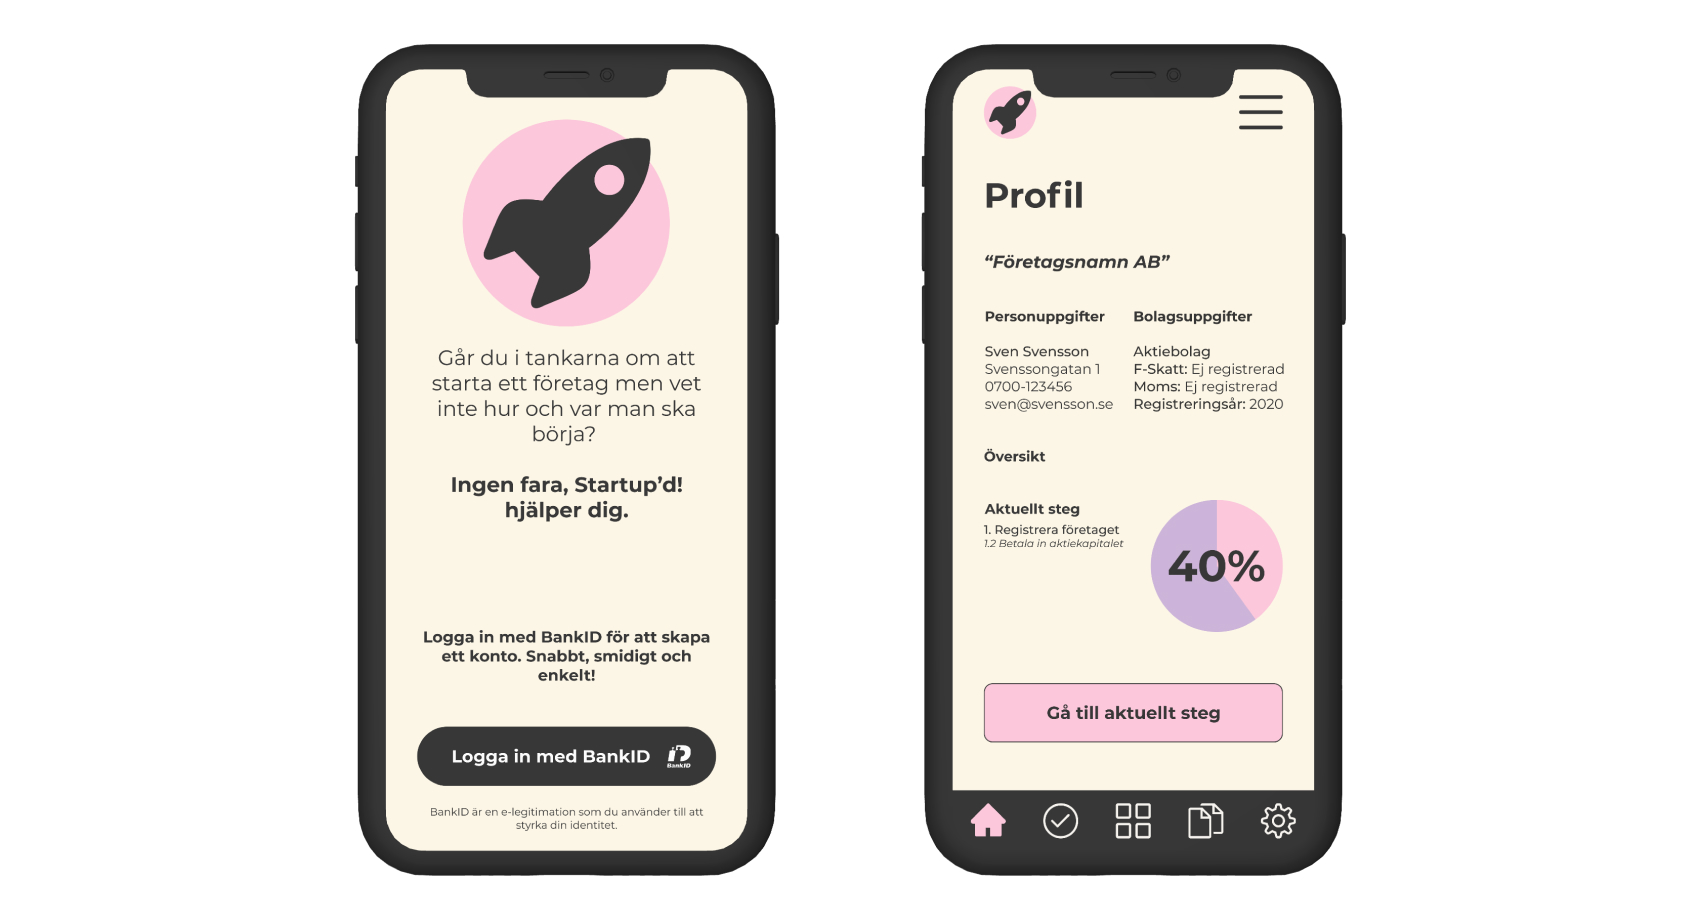 Går du i tankarna om att
starta ett företag men vet
inte hur och var man ska
börja?
Ingen fara, Startup’d!
hjälper dig.
Logga in med BankID för att skapa
ett konto. Snabbt, smidigt och
enkelt!
Logga in med BankID
BankID
BankID är en e-legitimation som du använder till att
styrka din identitet.
Profil
“Företagsnamn AB”
Personuppgifter
Sven Svensson
Svenssongatan 1
0700-123456
sven@svensson.se
Bolagsuppgifter
Aktiebolag
F-Skatt: Ej registrerad
Moms: Ej registrerad
Registreringsår: 2020
Översikt
Aktuellt steg
1. Registrera företaget
1.2 Betala in aktiekapitalet
40%
Gå till aktuellt steg